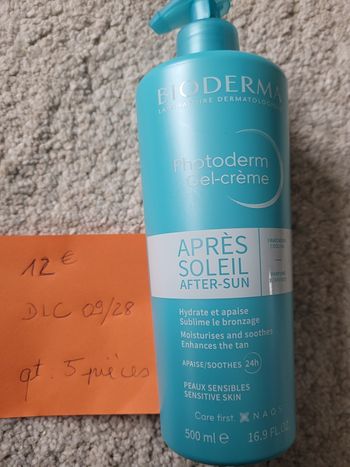 BIODERMA
LABORATOIRE DERMATOLOGIQUE
Photoderm
Gel-crème
APRÈS
SOLEIL
AFTER-SUN
Hydrate et apaise
Sublime le bronzage
Moisturises and soothes
Enhances the tan
APAISE/SOOTHES 24h
PEAUX SENSIBLES
SENSITIVE SKIN
Care first. NAOS
500 ml e 16.9 FL.OZ.
12 €
DLC 09/28
qt. 5 pièces